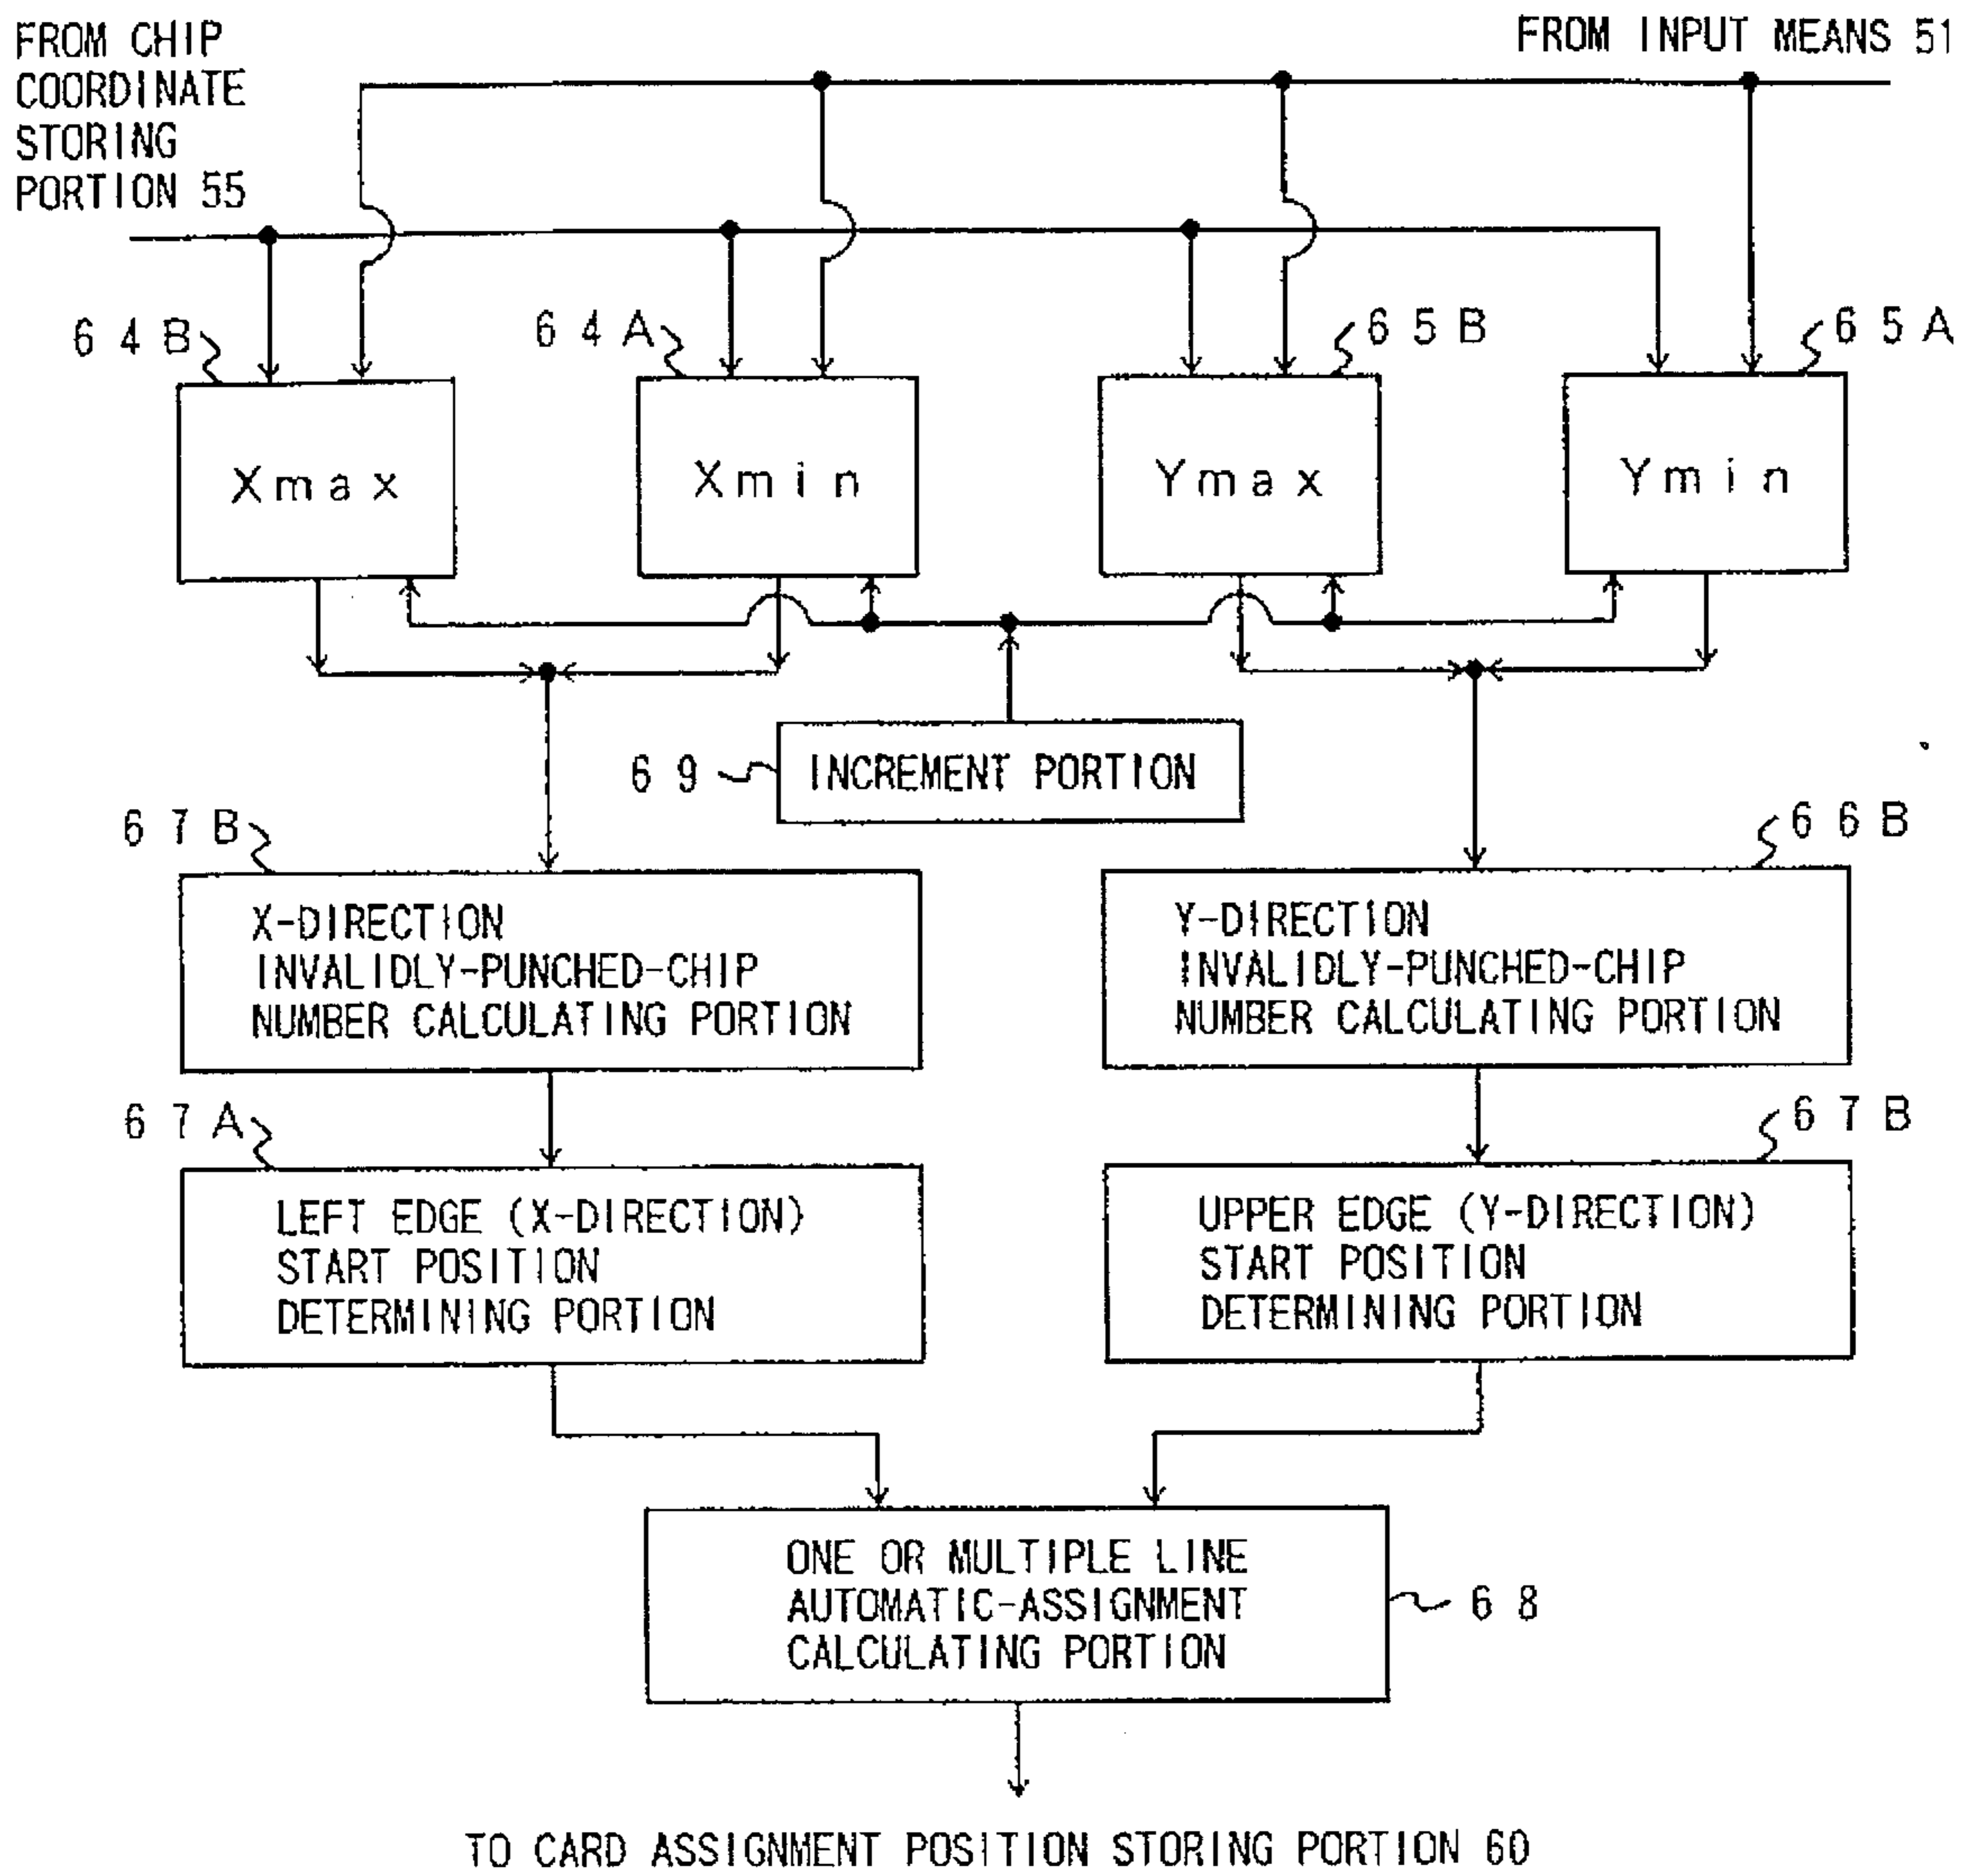 FROM CHIP
COORDINATE
STORING
PORTION 55
FROM INPUT MEANS 51
64B
64A
65B
65A
Xmax
Xmin
Ymax
Ymin
69
INCREMENT PORTION
67B
66B
X-DIRECTION
INVALIDLY-PUNCHED-CHIP
NUMBER CALCULATING PORTION
Y-DIRECTION
INVALIDLY-PUNCHED-CHIP
NUMBER CALCULATING PORTION
67A
67B
LEFT EDGE (X-DIRECTION)
START POSITION
DETERMINING PORTION
UPPER EDGE (Y-DIRECTION)
START POSITION
DETERMINING PORTION
ONE OR MULTIPLE LINE
AUTOMATIC-ASSIGNMENT
CALCULATING PORTION
68
TO CARD ASSIGNMENT POSITION STORING PORTION 60